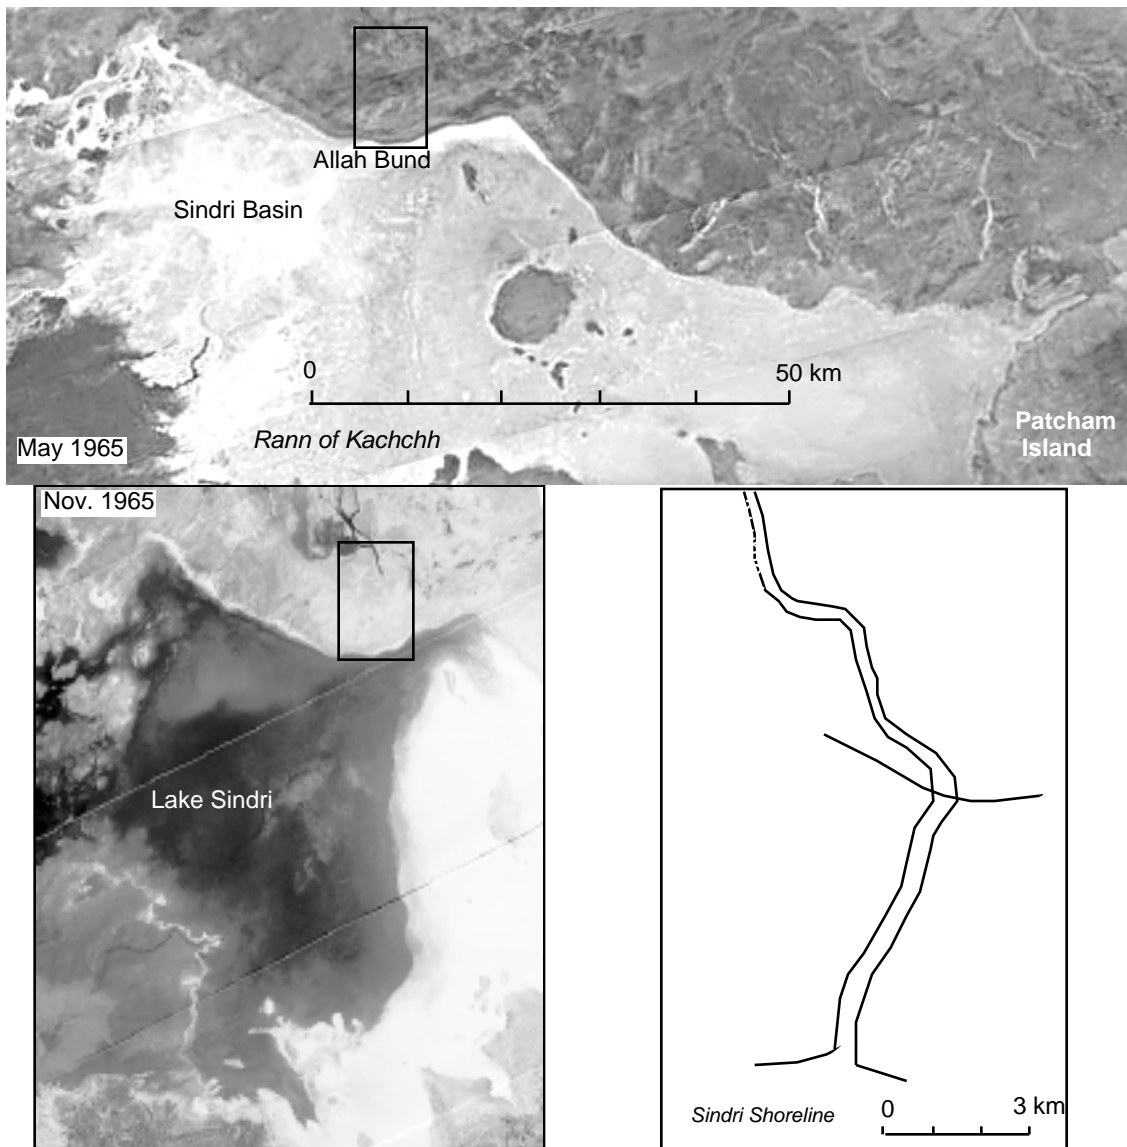 Allah Bund
Sindri Basin
0
50 km
Rann of Kachchh
Patcham
Island
May 1965
Nov. 1965
Lake Sindri
Sindri Shoreline
0
3 km